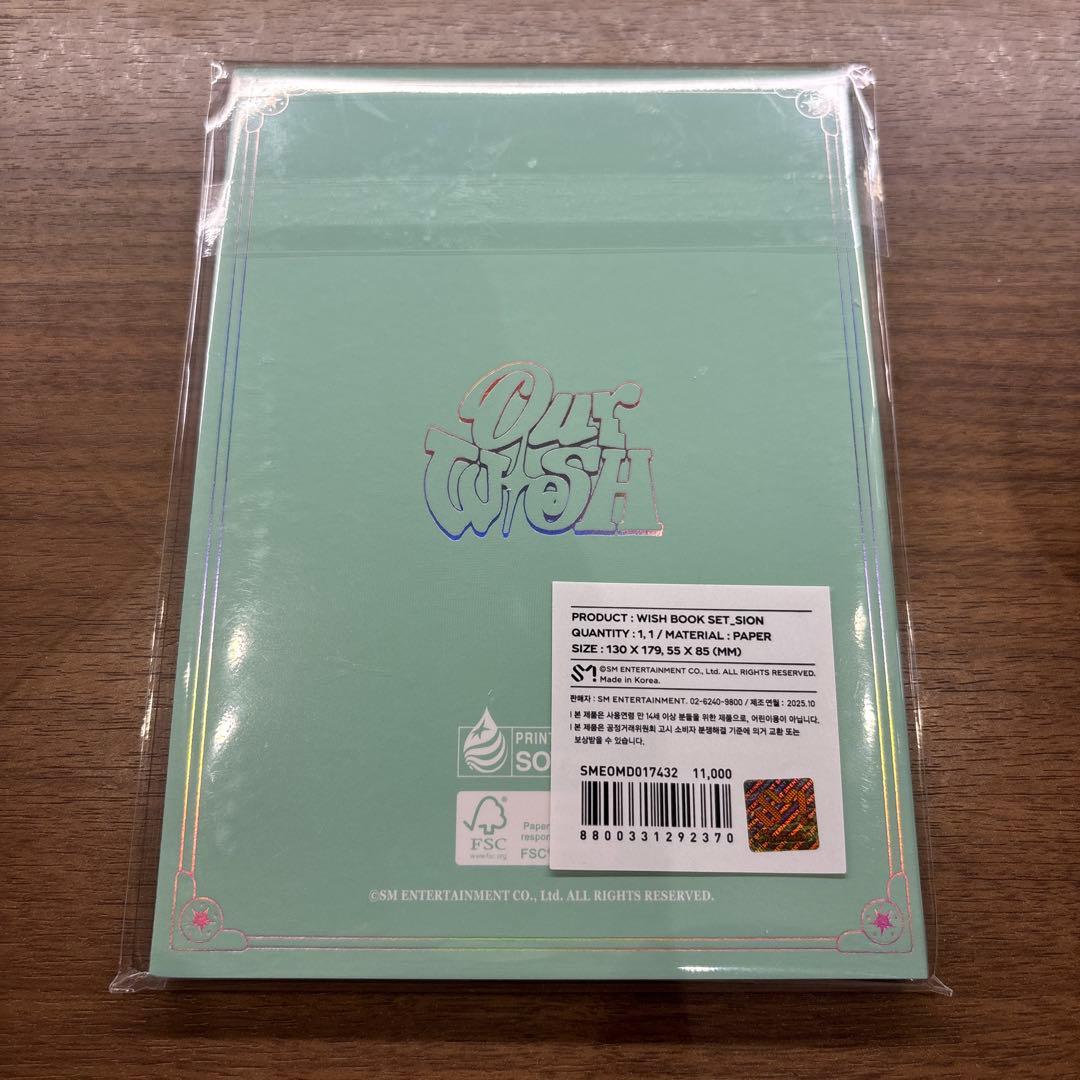 Our
WISH
PRODUCT : WISH BOOK SET_SION
QUANTITY : 1, 1 / MATERIAL : PAPER
SIZE : 130 X 179, 55 X 85 (MM)
©SM ENTERTAINMENT CO., Ltd. ALL RIGHTS RESERVED.
Made in Korea.
판매자 : SM ENTERTAINMENT. 02-6240-9800 / 제조연월 : 2025.10
본 제품은 사용연령 만 14세 이상 분들을 위한 제품으로, 어린이용이 아닙니다.
본 제품은 공정거래위원회 고시 소비자 분쟁해결 기준에 의거 교환 또는
보상받을 수 있습니다.
SMEOMD017432 11,000
8800331292370
PRINT
SO
FSC
www.fsc.org
Paper
respon
FSC
©SM ENTERTAINMENT CO., Ltd. ALL RIGHTS RESERVED.